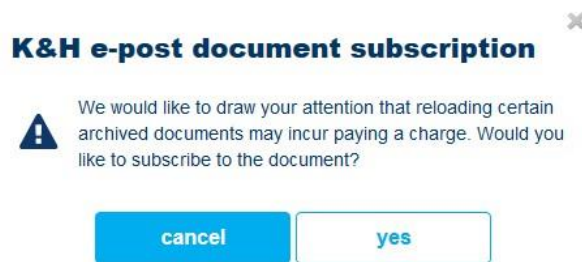 K&H e-post document subscription
We would like to draw your attention that reloading certain
archived documents may incur paying a charge. Would you
like to subscribe to the document?
cancel yes